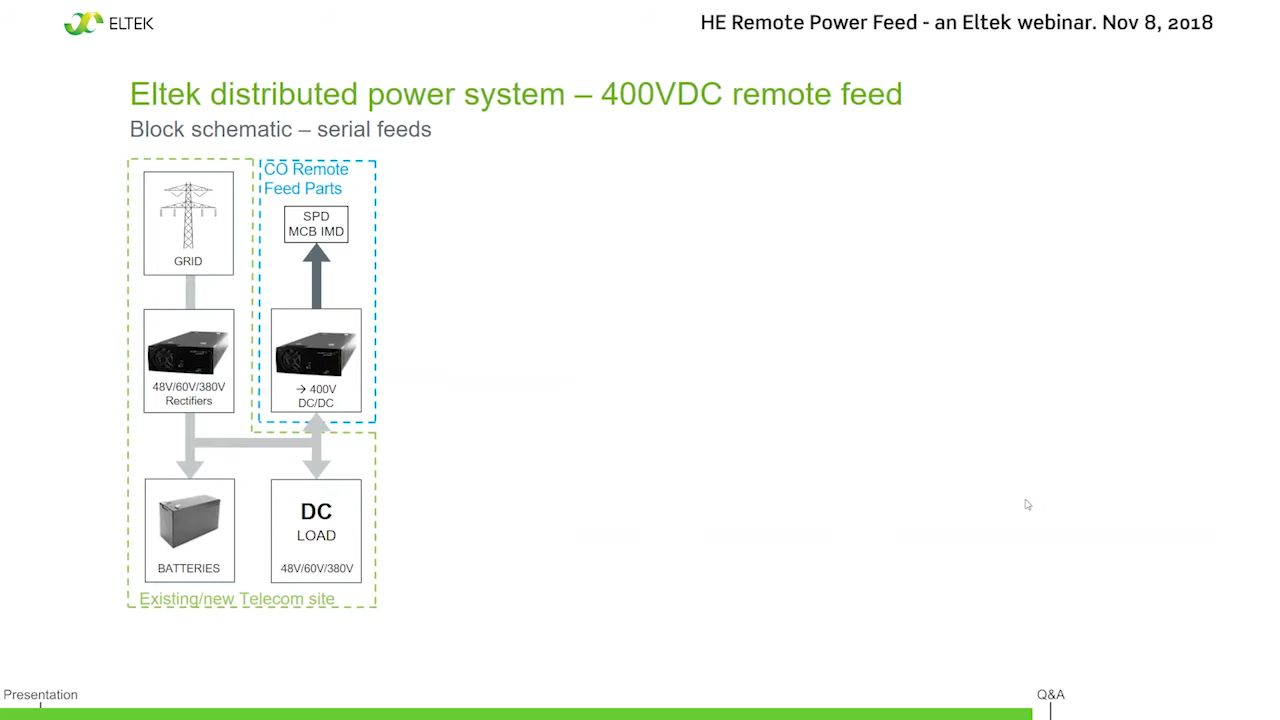 ELTEK
HE Remote Power Feed - an Eltek webinar. Nov 8, 2018
Eltek distributed power system – 400VDC remote feed
Block schematic – serial feeds
CO Remote
Feed Parts
SPD
MCB IMD
GRID
48V/60V/380V
Rectifiers
→ 400V
DC/DC
BATTERIES
DC
LOAD
48V/60V/380V
Existing/new Telecom site
Presentation
Q&A